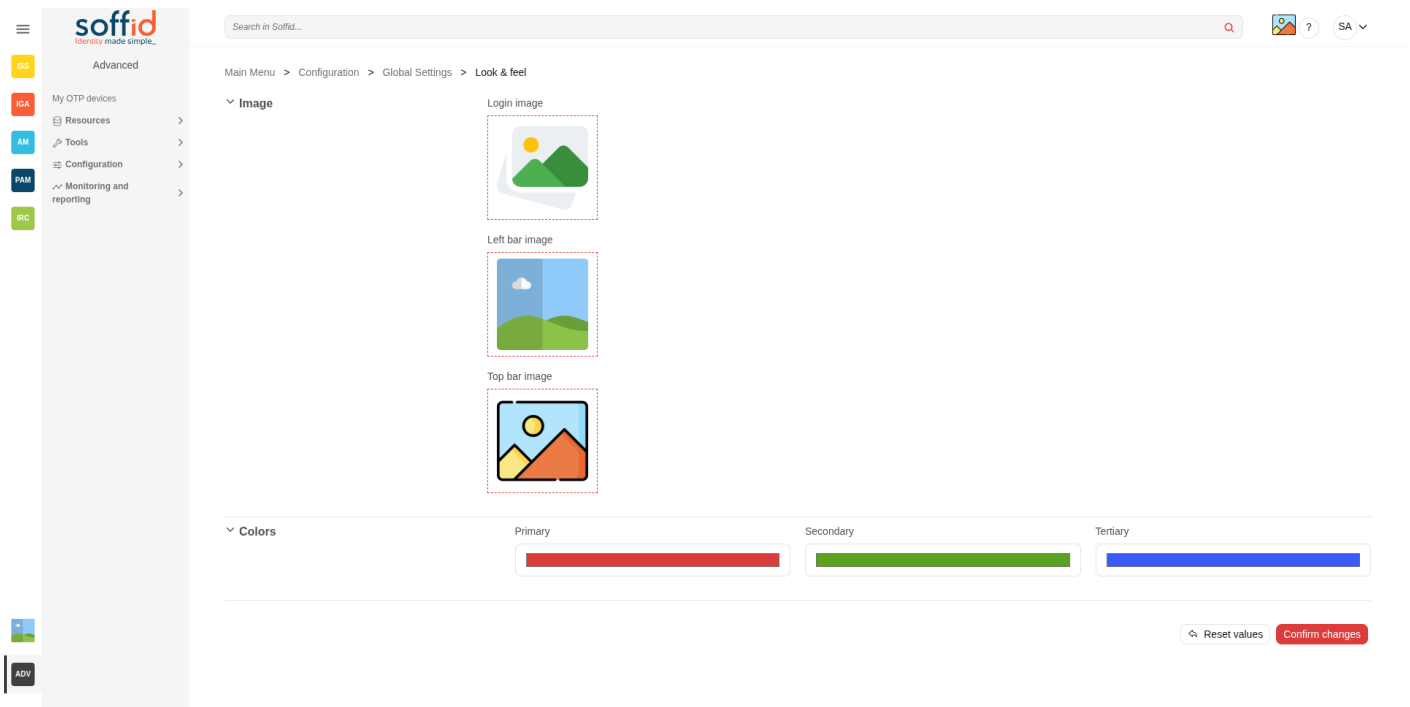 soffid
Identity made simple_
Search in Soffid...
?
SA
ISS
IGA
AM
PAM
IRC
ADV
Advanced
My OTP devices
Resources
Tools
Configuration
Monitoring and
reporting
Main Menu > Configuration > Global Settings > Look & feel
Image
Login image
Left bar image
Top bar image
Colors
Primary
Secondary
Tertiary
Reset values
Confirm changes